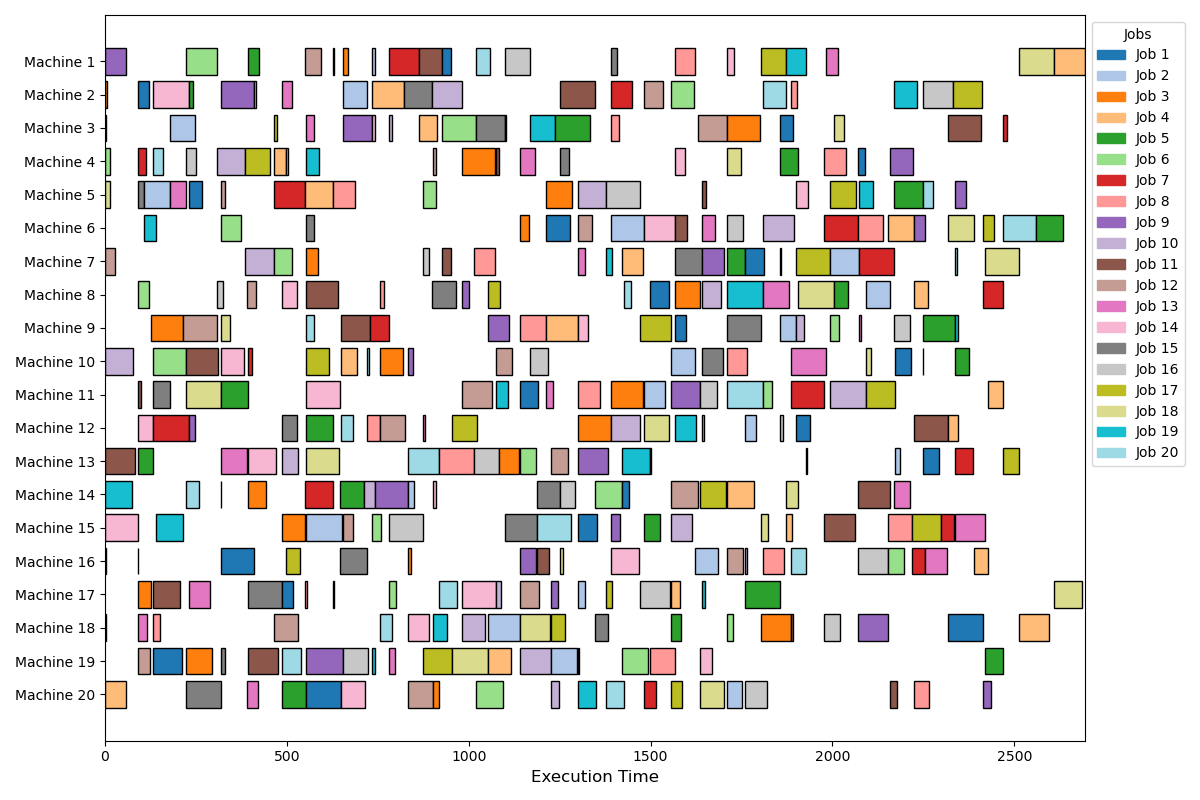 Machine 1
Machine 2
Machine 3
Machine 4
Machine 5
Machine 6
Machine 7
Machine 8
Machine 9
Machine 10
Machine 11
Machine 12
Machine 13
Machine 14
Machine 15
Machine 16
Machine 17
Machine 18
Machine 19
Machine 20
0 500 1000 1500 2000 2500
Execution Time
Jobs
Job 1
Job 2
Job 3
Job 4
Job 5
Job 6
Job 7
Job 8
Job 9
Job 10
Job 11
Job 12
Job 13
Job 14
Job 15
Job 16
Job 17
Job 18
Job 19
Job 20